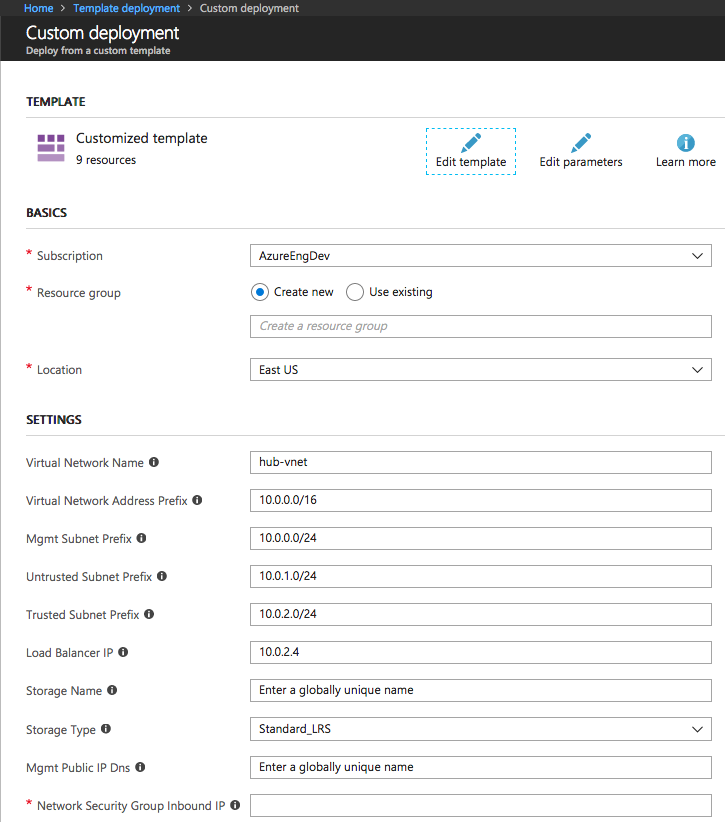 Home > Template deployment > Custom deployment
Custom deployment
Deploy from a custom template
TEMPLATE
Customized template
9 resources
Edit template
Edit parameters
Learn more
BASICS
* Subscription
AzureEngDev
* Resource group
Create new
Use existing
Create a resource group
* Location
East US
SETTINGS
Virtual Network Name
hub-vnet
Virtual Network Address Prefix
10.0.0.0/16
Mgmt Subnet Prefix
10.0.0.0/24
Untrusted Subnet Prefix
10.0.1.0/24
Trusted Subnet Prefix
10.0.2.0/24
Load Balancer IP
10.0.2.4
Storage Name
Enter a globally unique name
Storage Type
Standard_LRS
Mgmt Public IP Dns
Enter a globally unique name
* Network Security Group Inbound IP